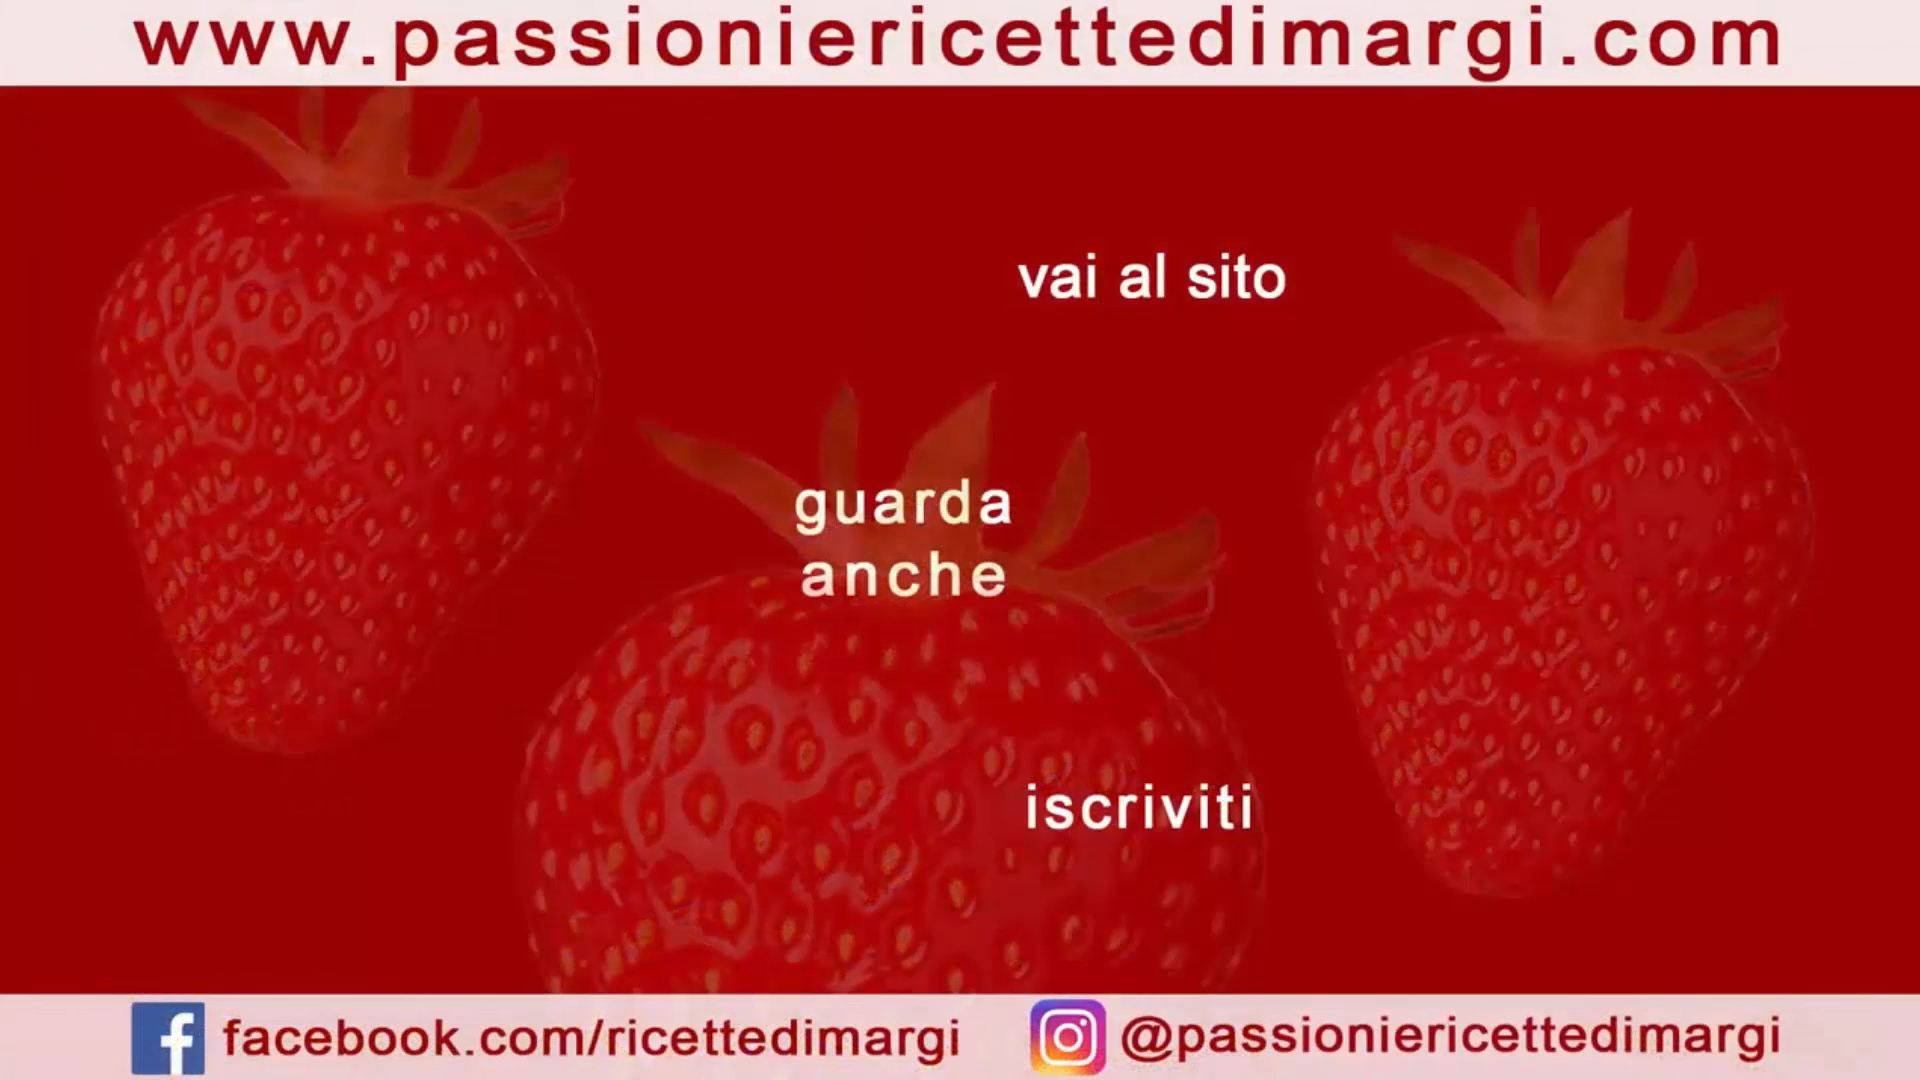 www.passioniericettedimargi.com
vai al sito
guarda
anche
iscriviti
facebook.com/ricettedimargi
@passioniericettedimargi